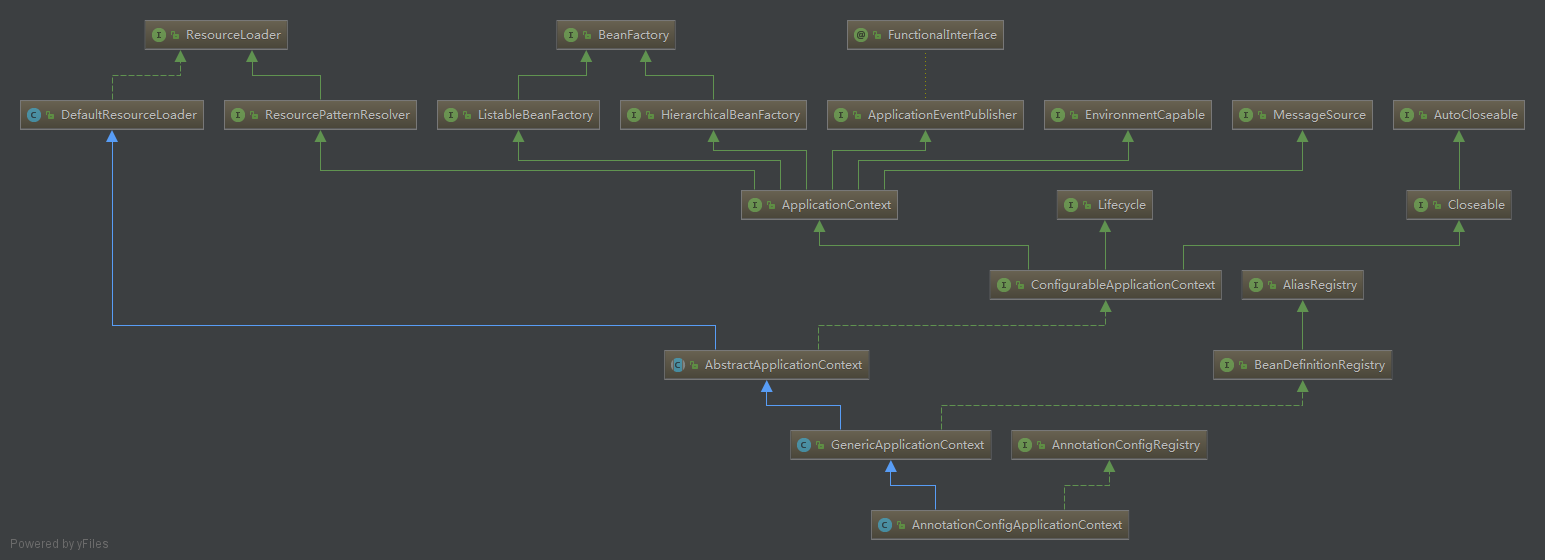 ResourceLoader
BeanFactory
FunctionalInterface
DefaultResourceLoader
ResourcePatternResolver
ListableBeanFactory
HierarchicalBeanFactory
ApplicationEventPublisher
EnvironmentCapable
MessageSource
AutoCloseable
ApplicationContext
Lifecycle
Closeable
ConfigurableApplicationContext
AliasRegistry
AbstractApplicationContext
BeanDefinitionRegistry
GenericApplicationContext
AnnotationConfigRegistry
AnnotationConfigApplicationContext
Powered by yFiles